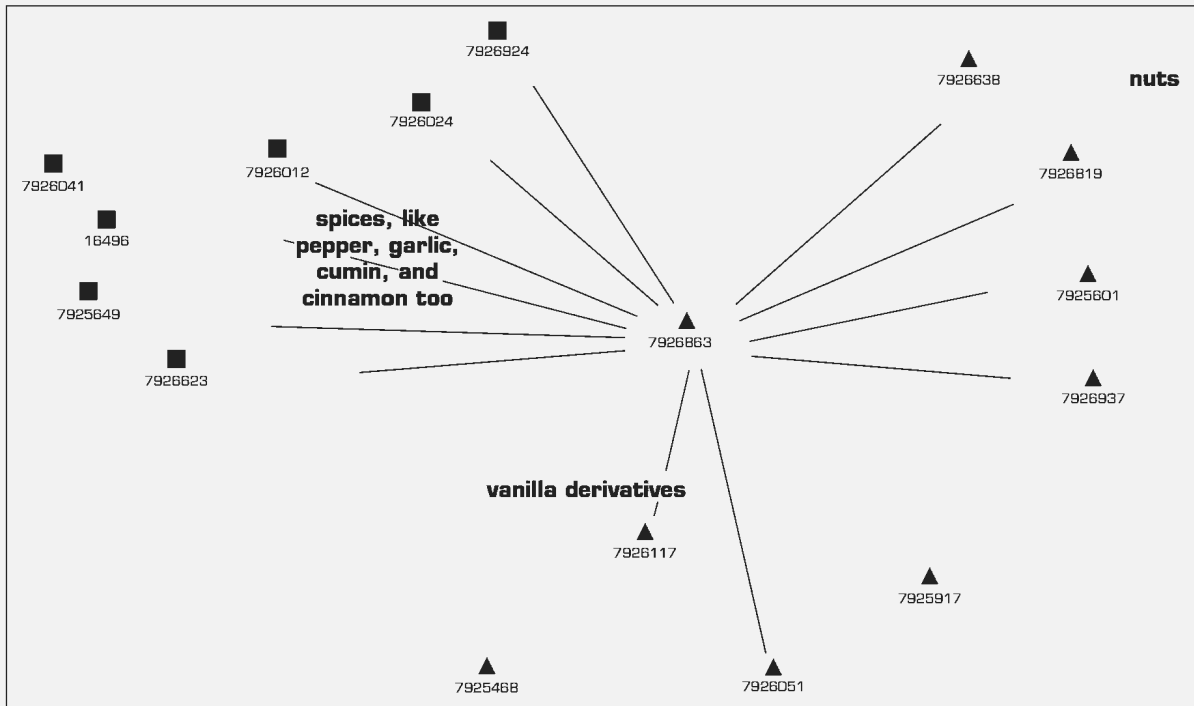 7926924
7926638
nuts
7926024
7926012
7926819
7926041
spices, like
pepper, garlic,
cumin, and
cinnamon too
16496
7925649
7925601
7926863
7926623
7926937
vanilla derivatives
7926117
7925917
7925468
7926051